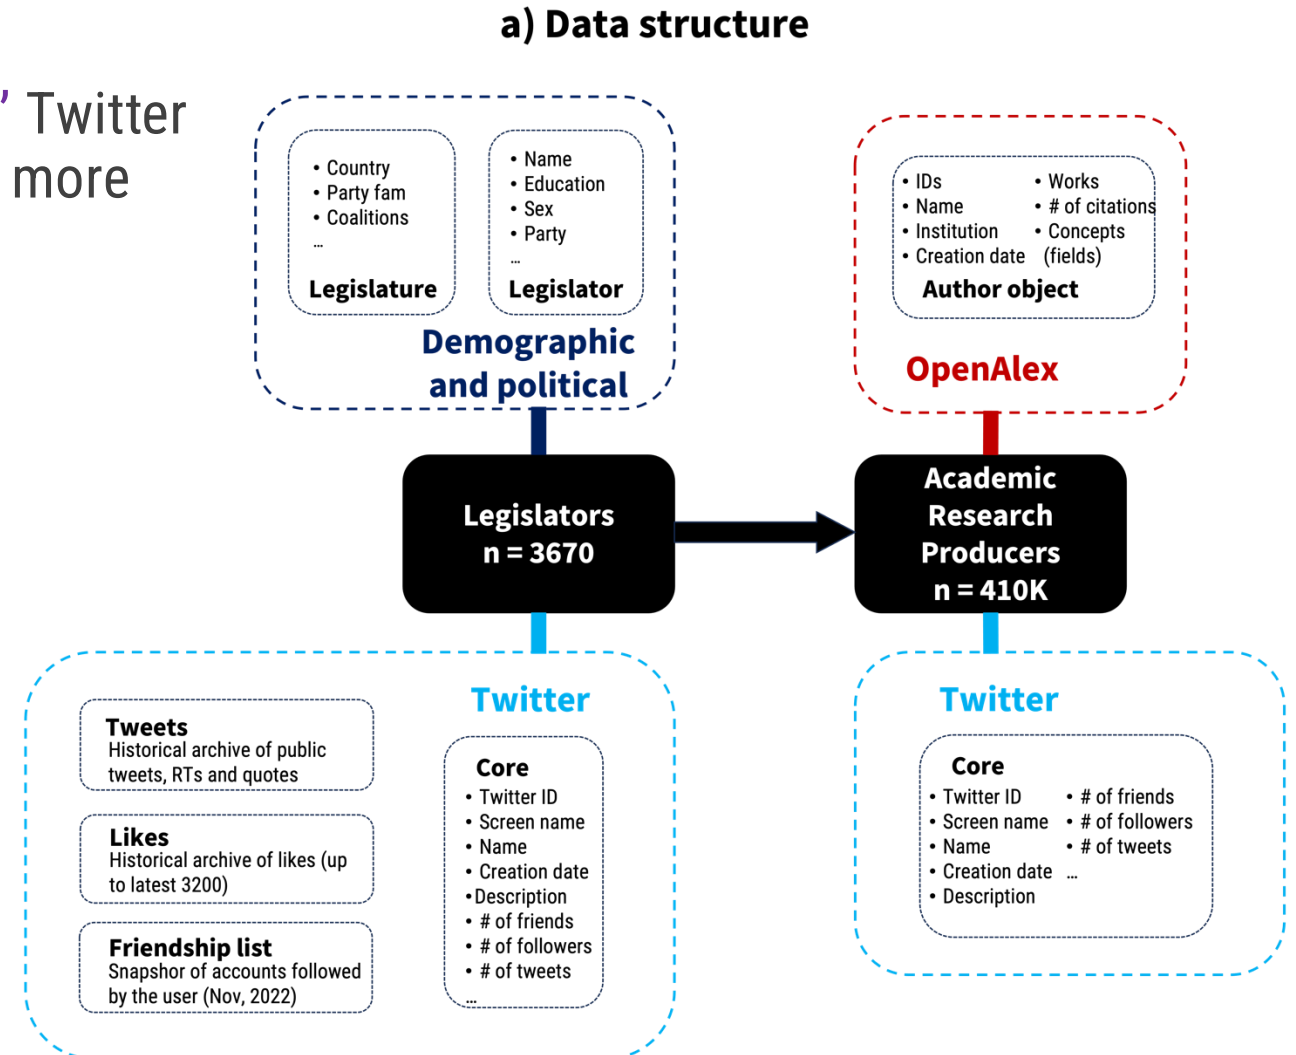 a) Data structure
’ Twitter
more
• Country
• Party fam
• Coalitions
...
Legislature
• Name
• Education
• Sex
• Party
...
Legislator
Demographic
and political
• IDs
• Name
• Institution
• Creation date
• Works
• # of citations
• Concepts
(fields)
Author object
OpenAlex
Legislators
n = 3670
Academic
Research
Producers
n = 410K
Twitter
Tweets
Historical archive of public
tweets, RTs and quotes
Likes
Historical archive of likes (up
to latest 3200)
Friendship list
Snapshor of accounts followed
by the user (Nov, 2022)
Core
• Twitter ID
• Screen name
• Name
• Creation date
•Description
• # of friends
• # of followers
• # of tweets
...
Twitter
Core
• Twitter ID
• Screen name
• Name
• Creation date
• Description
• # of friends
• # of followers
• # of tweets
...